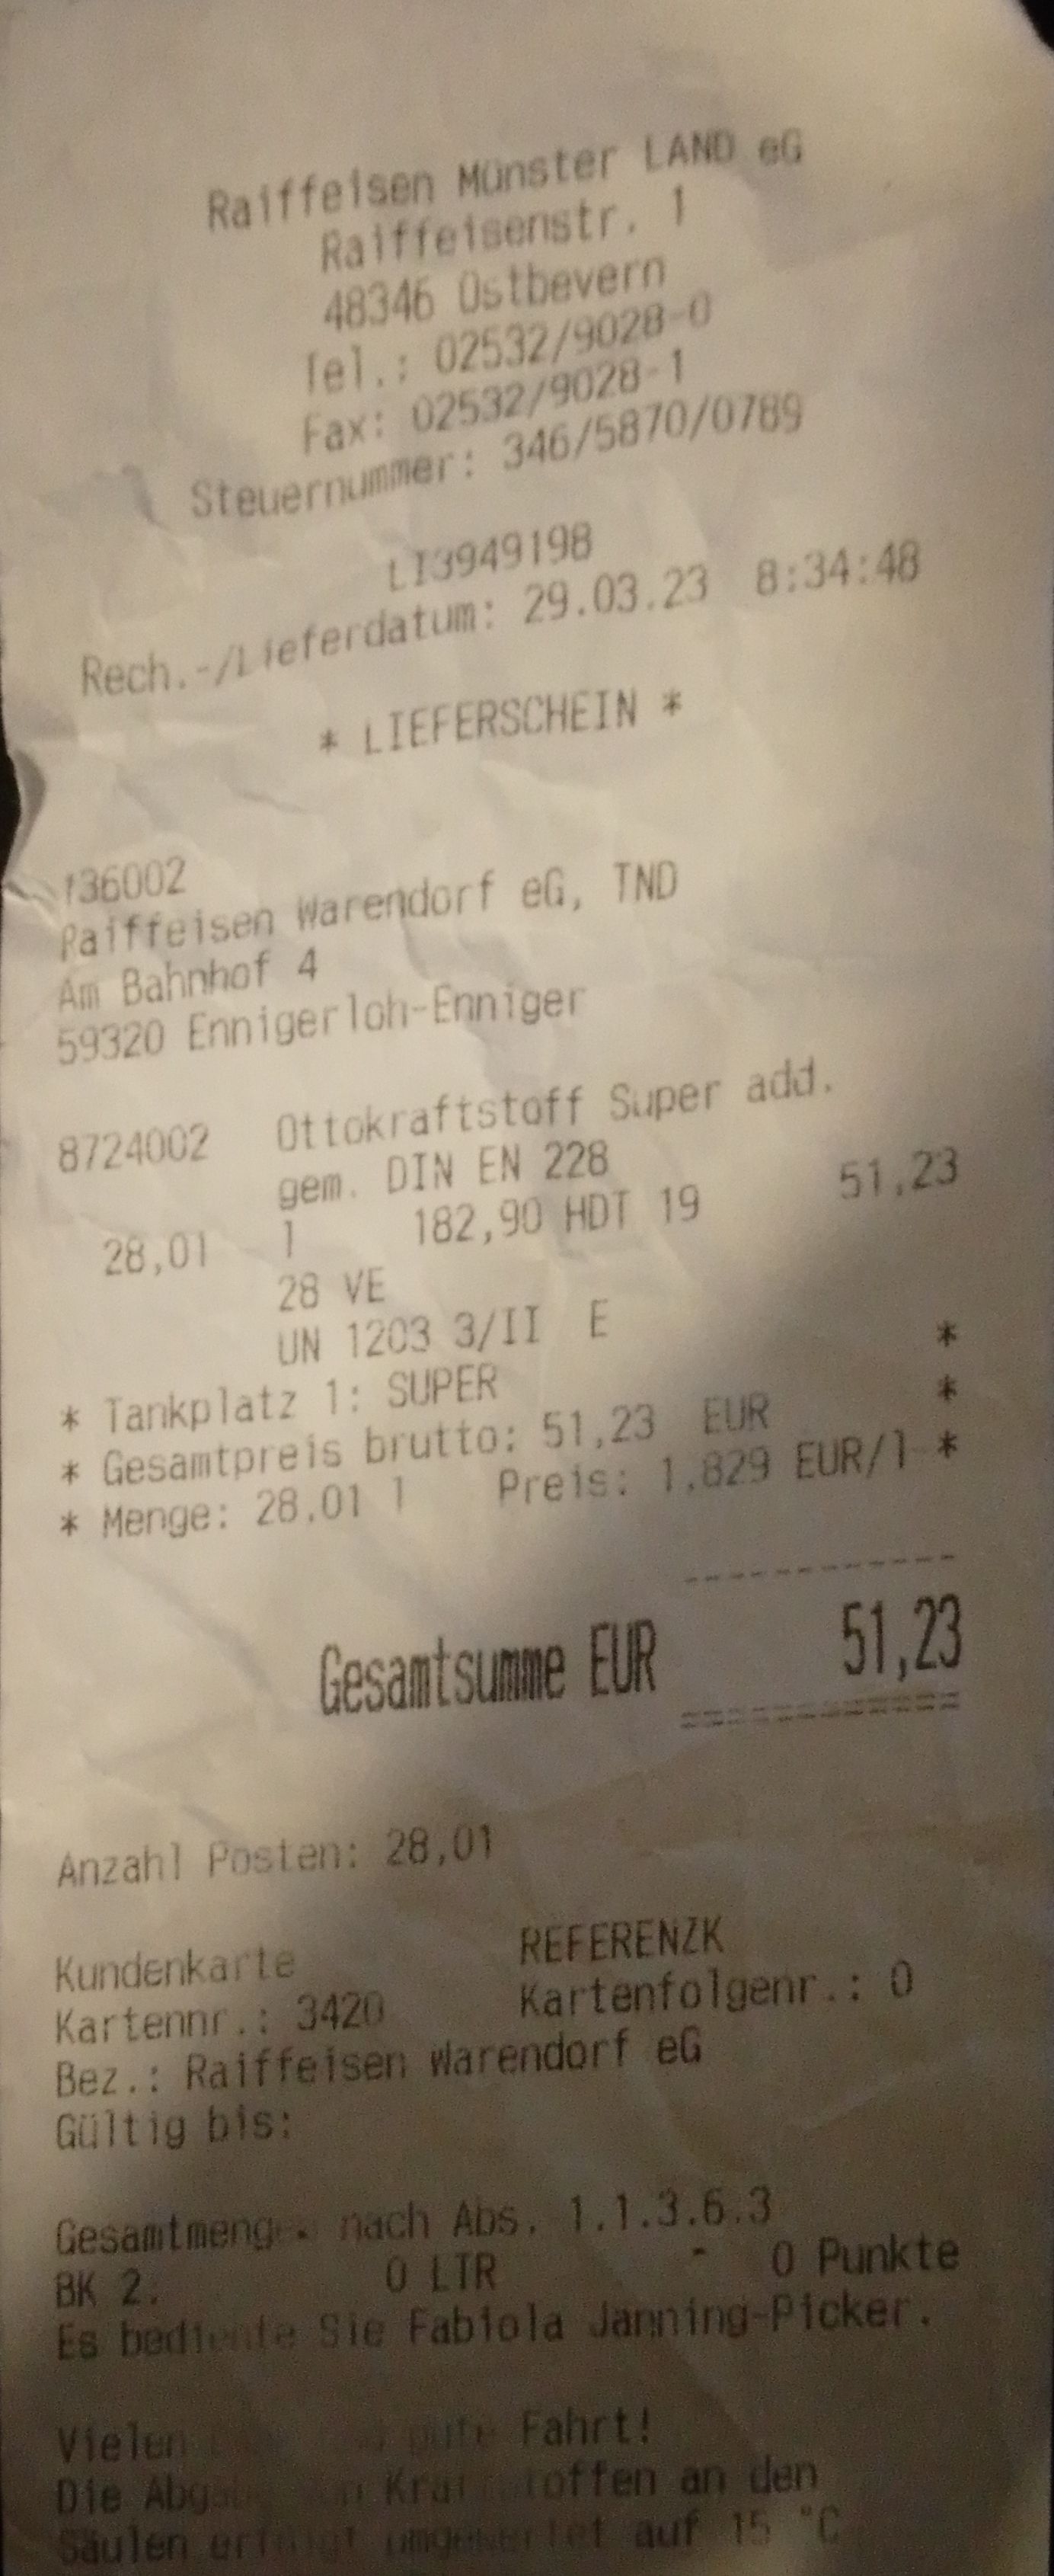 Raiffeisen Münster LAND eG
Raiffeisenstr. 1
48346 Ostbevern
Tel.: 02532/9028-0
Fax: 02532/9028-1
Steuernummer: 346/5870/0789
LI3949198
Rech.-/Lieferdatum: 29.03.23 8:34:48
* LIEFERSCHEIN *
136002
Raiffeisen Warendorf eG, TND
Am Bahnhof 4
59320 Ennigerloh-Enniger
8724002 Ottokraftstoff Super add.
gem. DIN EN 228
28,01 l 182,90 HDT 19 51,23
28 VE
UN 1203 3/II E
* Tankplatz 1: SUPER *
* Gesamtpreis brutto: 51,23 EUR *
* Menge: 28,01 l Preis: 1,829 EUR/l *
Gesamtsumme EUR 51,23
Anzahl Posten: 28,01
Kundenkarte REFERENZK
Kartennr.: 3420 Kartenfolgenr.: 0
Bez.: Raiffeisen Warendorf eG
Gültig bis:
nach Abs. 1.1.3.6.3
BK 2: 0 LTR - 0 Punkte
Es bediente Sie Fabiola Janning-Picker.
Vielen gute Fahrt!
Die an den
Säulen erfolgt umgewertet auf 15 °C